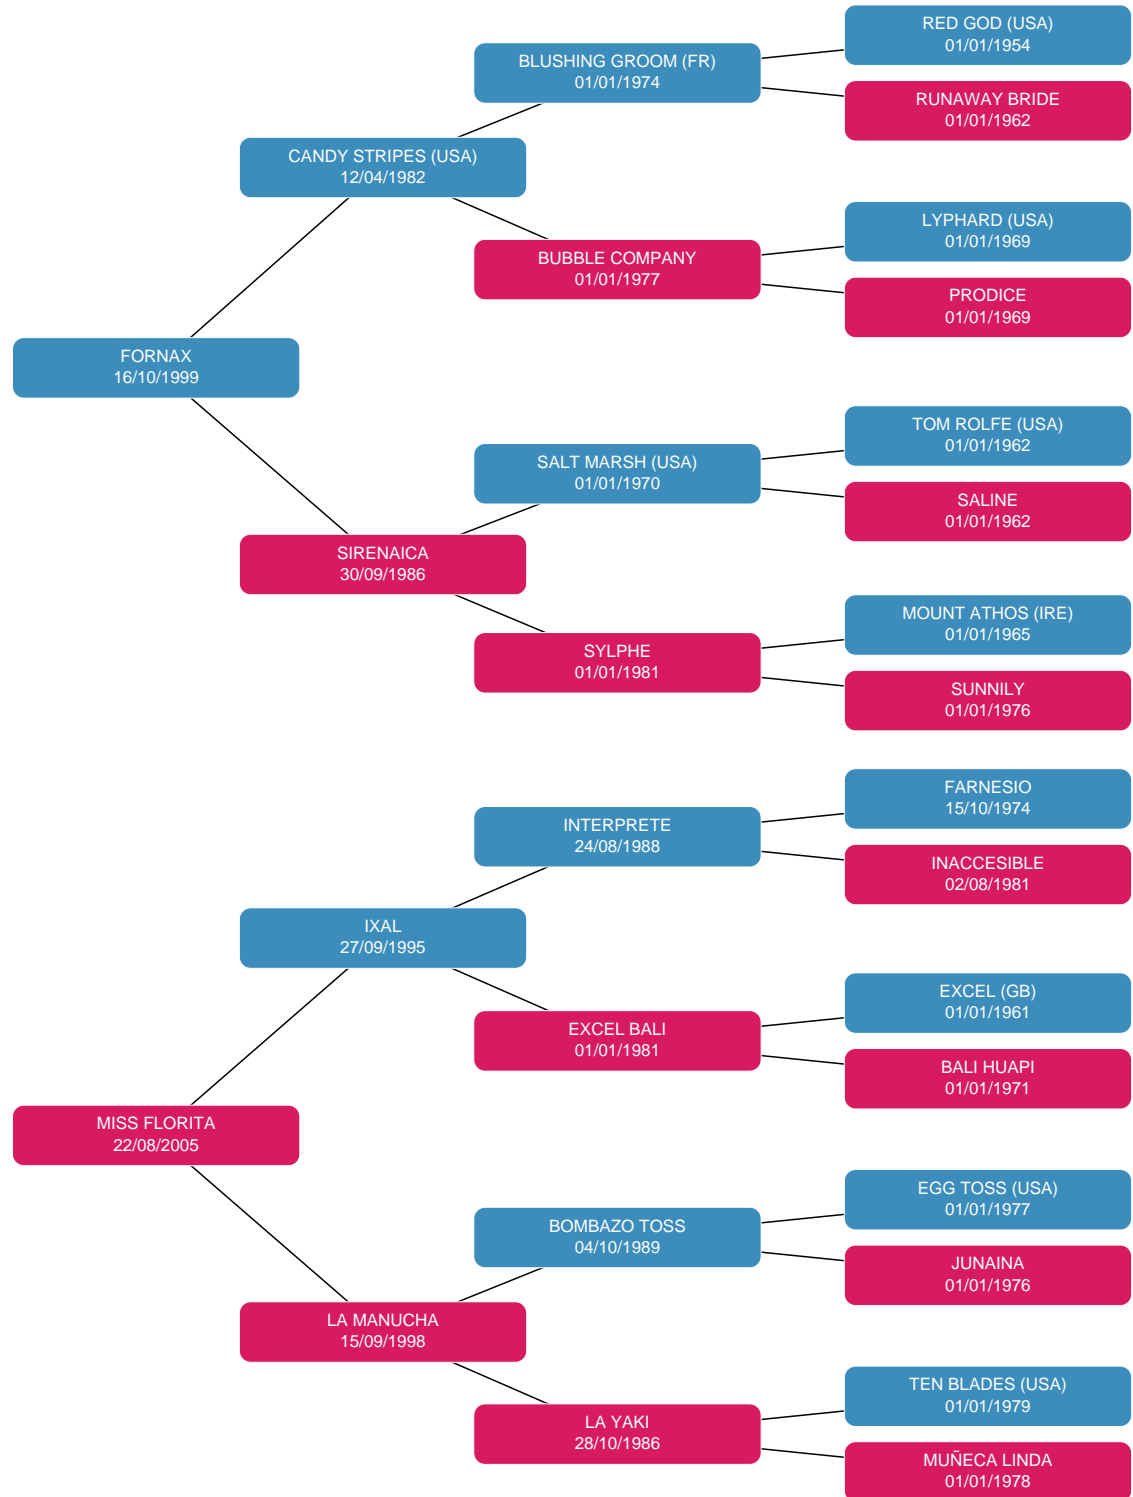 RED GOD (USA)
01/01/1954
BLUSHING GROOM (FR)
01/01/1974
RUNAWAY BRIDE
01/01/1962
CANDY STRIPES (USA)
12/04/1982
LYPHARD (USA)
01/01/1969
BUBBLE COMPANY
01/01/1977
PRODICE
01/01/1969
FORNAX
16/10/1999
TOM ROLFE (USA)
01/01/1962
SALT MARSH (USA)
01/01/1970
SALINE
01/01/1962
SIRENAICA
30/09/1986
MOUNT ATHOS (IRE)
01/01/1965
SYLPHE
01/01/1981
SUNNILY
01/01/1976
FARNESIO
15/10/1974
INTERPRETE
24/08/1988
INACCESIBLE
02/08/1981
IXAL
27/09/1995
EXCEL (GB)
01/01/1961
EXCEL BALI
01/01/1981
BALI HUAPI
01/01/1971
MISS FLORITA
22/08/2005
EGG TOSS (USA)
01/01/1977
BOMBAZO TOSS
04/10/1989
JUNAINA
01/01/1976
LA MANUCHA
15/09/1998
TEN BLADES (USA)
01/01/1979
LA YAKI
28/10/1986
MUÑECA LINDA
01/01/1978